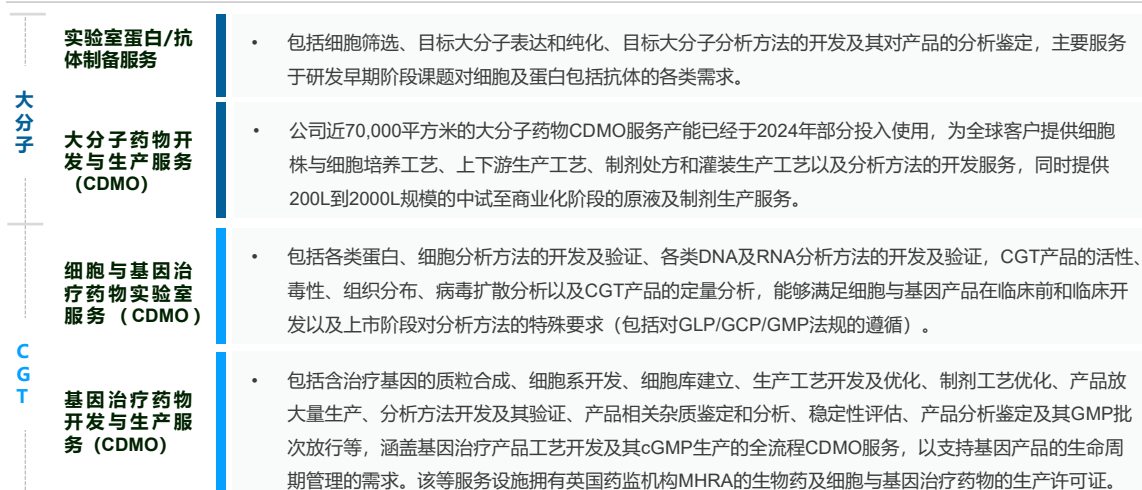 大
分
子
实验室蛋白/抗
体制备服务
• 包括细胞筛选、目标大分子表达和纯化、目标大分子分析方法的开发及其对产品的分析鉴定，主要服务
于研发早期阶段课题对细胞及蛋白包括抗体的各类需求。
大分子药物开
发与生产服务
（CDMO）
• 公司近70,000平方米的大分子药物CDMO服务产能已经于2024年部分投入使用，为全球客户提供细胞
株与细胞培养工艺、上下游生产工艺、制剂处方和灌装生产工艺以及分析方法的开发服务，同时提供
200L到2000L规模的中试至商业化阶段的原液及制剂生产服务。
C
G
T
细胞与基因治
疗药物实验室
服务（CDMO）
• 包括各类蛋白、细胞分析方法的开发及验证、各类DNA及RNA分析方法的开发及验证，CGT产品的活性、
毒性、组织分布、病毒扩散分析以及CGT产品的定量分析，能够满足细胞与基因产品在临床前和临床开
发以及上市阶段对分析方法的特殊要求（包括对GLP/GCP/GMP法规的遵循）。
基因治疗药物
开发与生产服
务（CDMO）
• 包括含治疗基因的质粒合成、细胞系开发、细胞库建立、生产工艺开发及优化、制剂工艺优化、产品放
大量生产、分析方法开发及其验证、产品相关杂质鉴定和分析、稳定性评估、产品分析鉴定及其GMP批
次放行等，涵盖基因治疗产品工艺开发及其cGMP生产的全流程CDMO服务，以支持基因产品的生命周
期管理的需求。该等服务设施拥有英国药监机构MHRA的生物药及细胞与基因治疗药物的生产许可证。